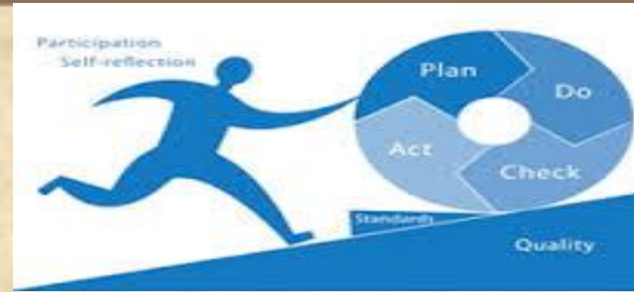 Participation
Self-reflection
Plan
Do
Act
Check
Standards
Quality